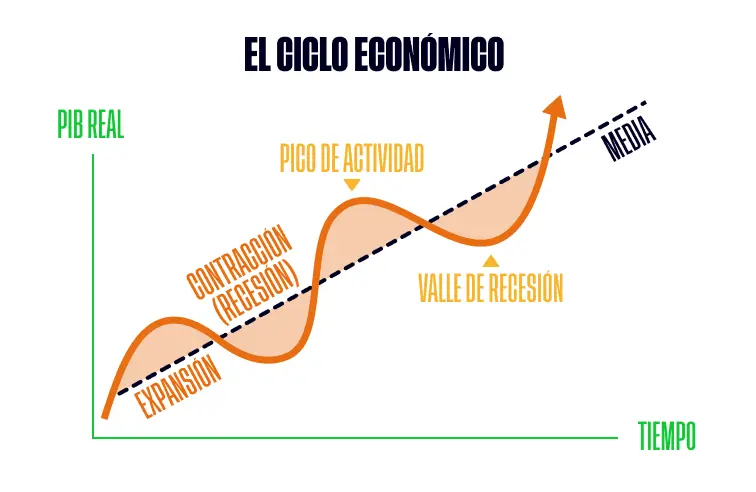 EL CICLO ECONÓMICO
PIB REAL
PICO DE ACTIVIDAD
MEDIA
CONTRACCIÓN
(RECESIÓN)
VALLE DE RECESIÓN
EXPANSIÓN
TIEMPO